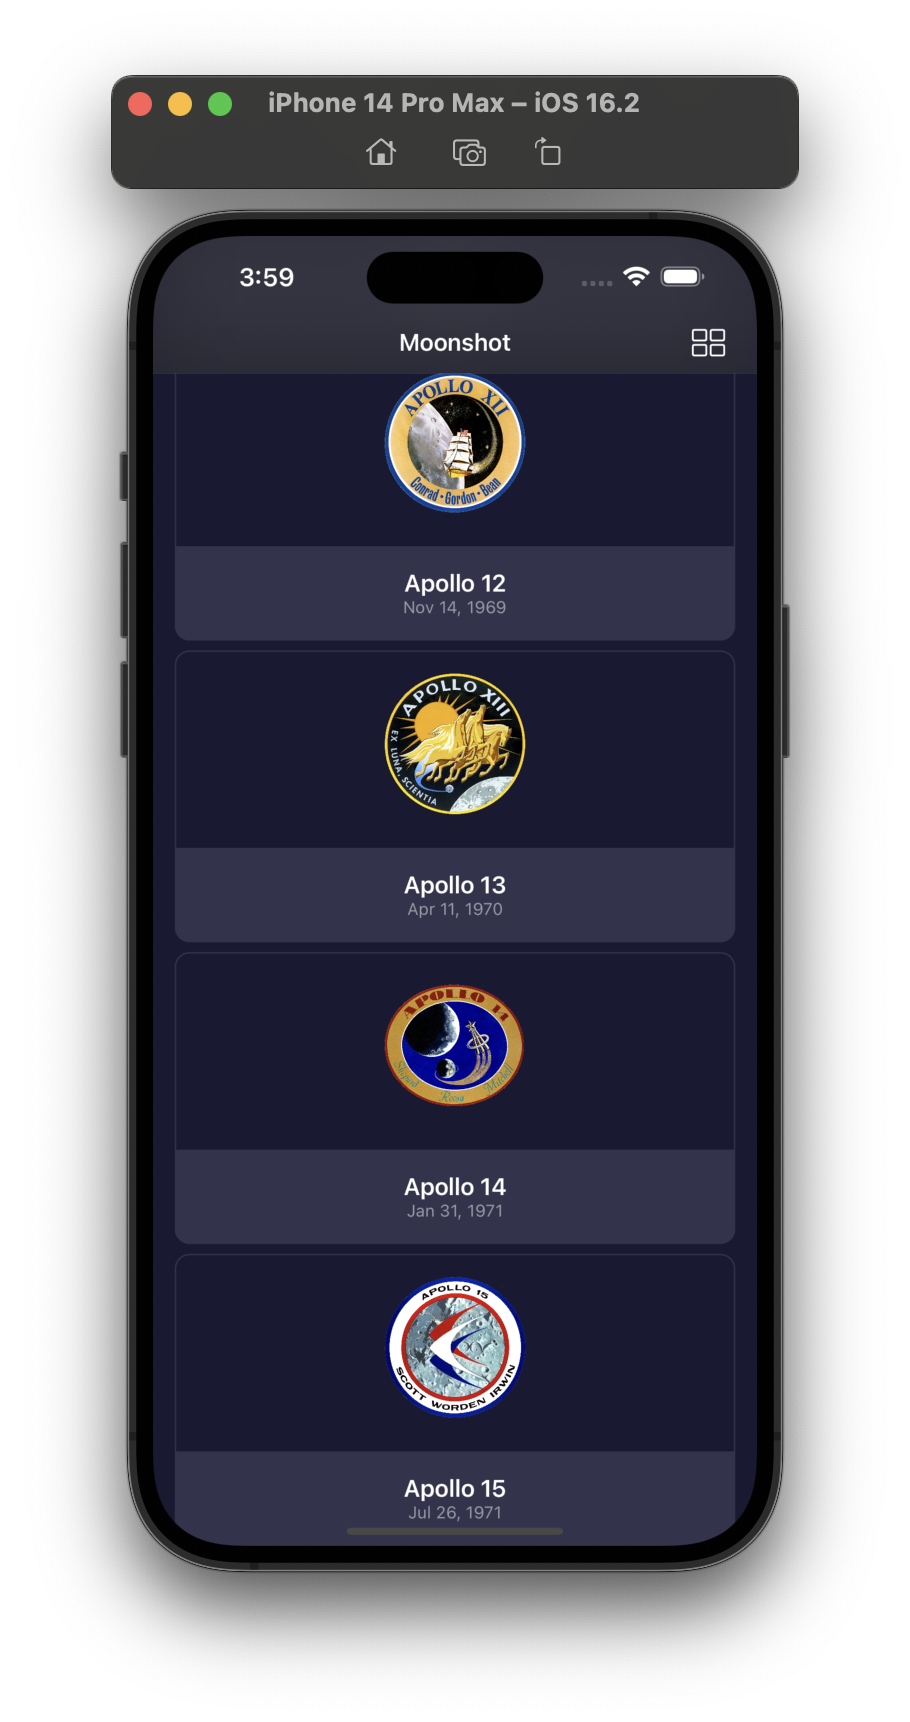 iPhone 14 Pro Max – iOS 16.2
3:59
Moonshot
APOLLO XII
Conrad • Gordon • Bean
Apollo 12
Nov 14, 1969
APOLLO XIII
EX LUNA, SCIENTIA
Apollo 13
Apr 11, 1970
APOLLO 14
Shepard Roosa Mitchell
Apollo 14
Jan 31, 1971
APOLLO 15
SCOTT WORDEN IRWIN
Apollo 15
Jul 26, 1971